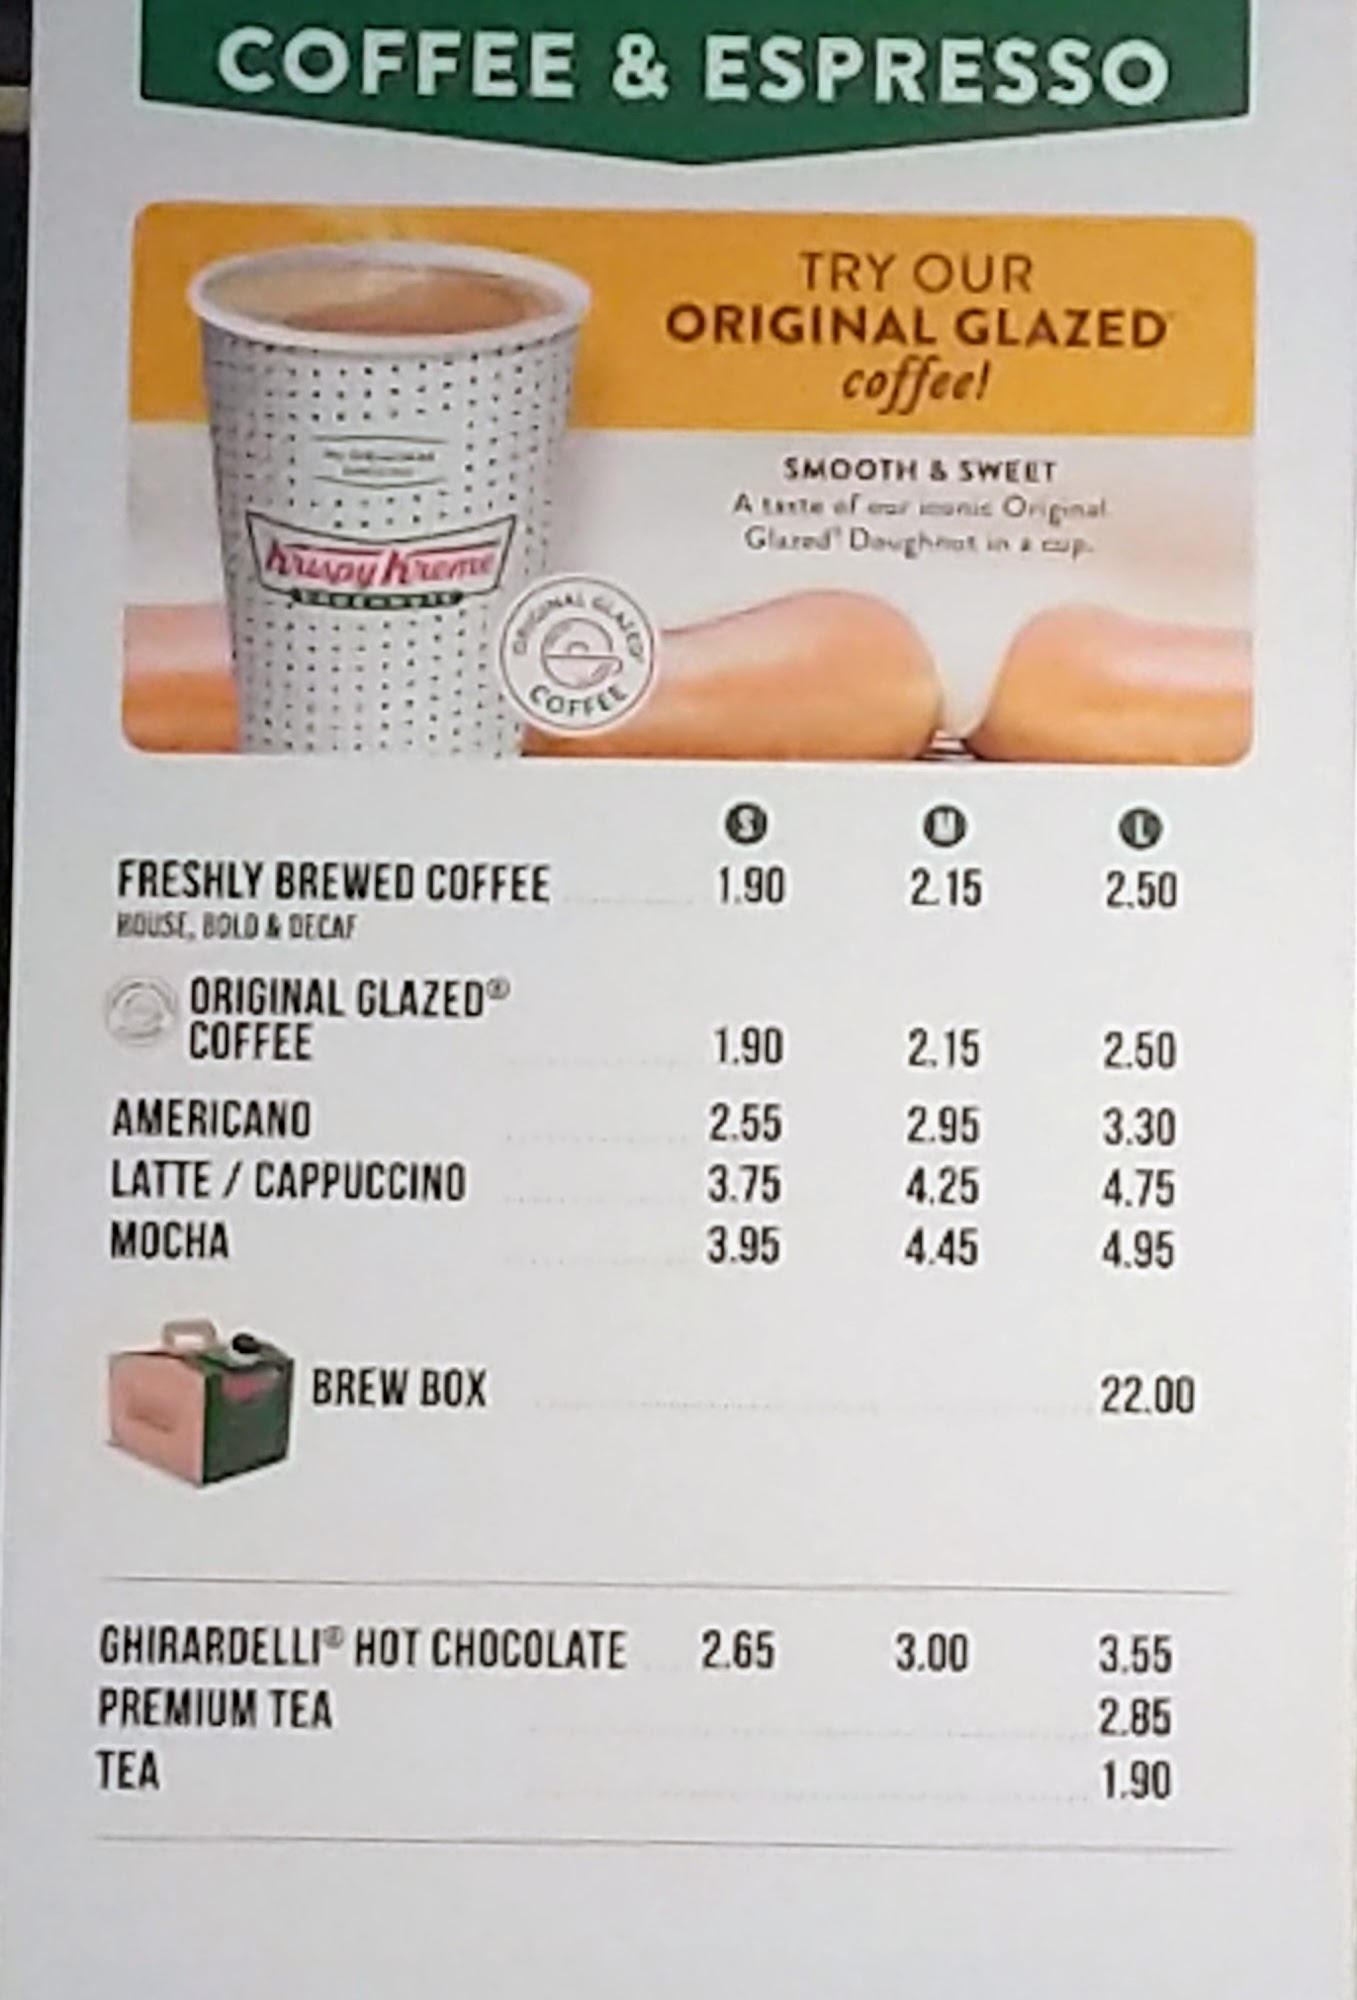 COFFEE & ESPRESSO
TRY OUR
ORIGINAL GLAZED
coffee!
SMOOTH & SWEET
A taste of our iconic Original
Glazed® Doughnut in a cup.
Krispy Kreme
DOUGHNUTS
ORIGINAL GLAZED
COFFEE
S M L
FRESHLY BREWED COFFEE 1.90 2.15 2.50
HOUSE, BOLD & DECAF
ORIGINAL GLAZED®
COFFEE 1.90 2.15 2.50
AMERICANO 2.55 2.95 3.30
LATTE / CAPPUCCINO 3.75 4.25 4.75
MOCHA 3.95 4.45 4.95
BREW BOX 22.00
GHIRARDELLI® HOT CHOCOLATE 2.65 3.00 3.55
PREMIUM TEA 2.85
TEA 1.90